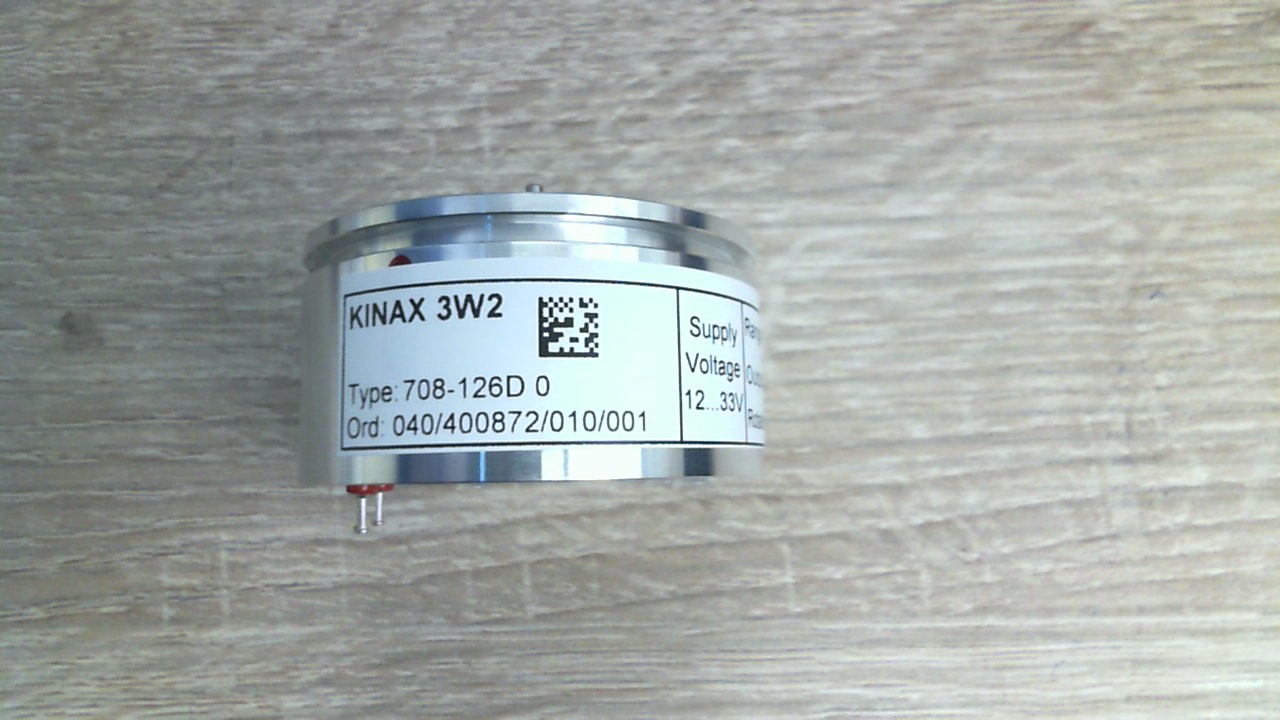 KINAX 3W2
Type: 708-126D 0
Ord: 040/400872/010/001
Supply
Voltage
12...33V